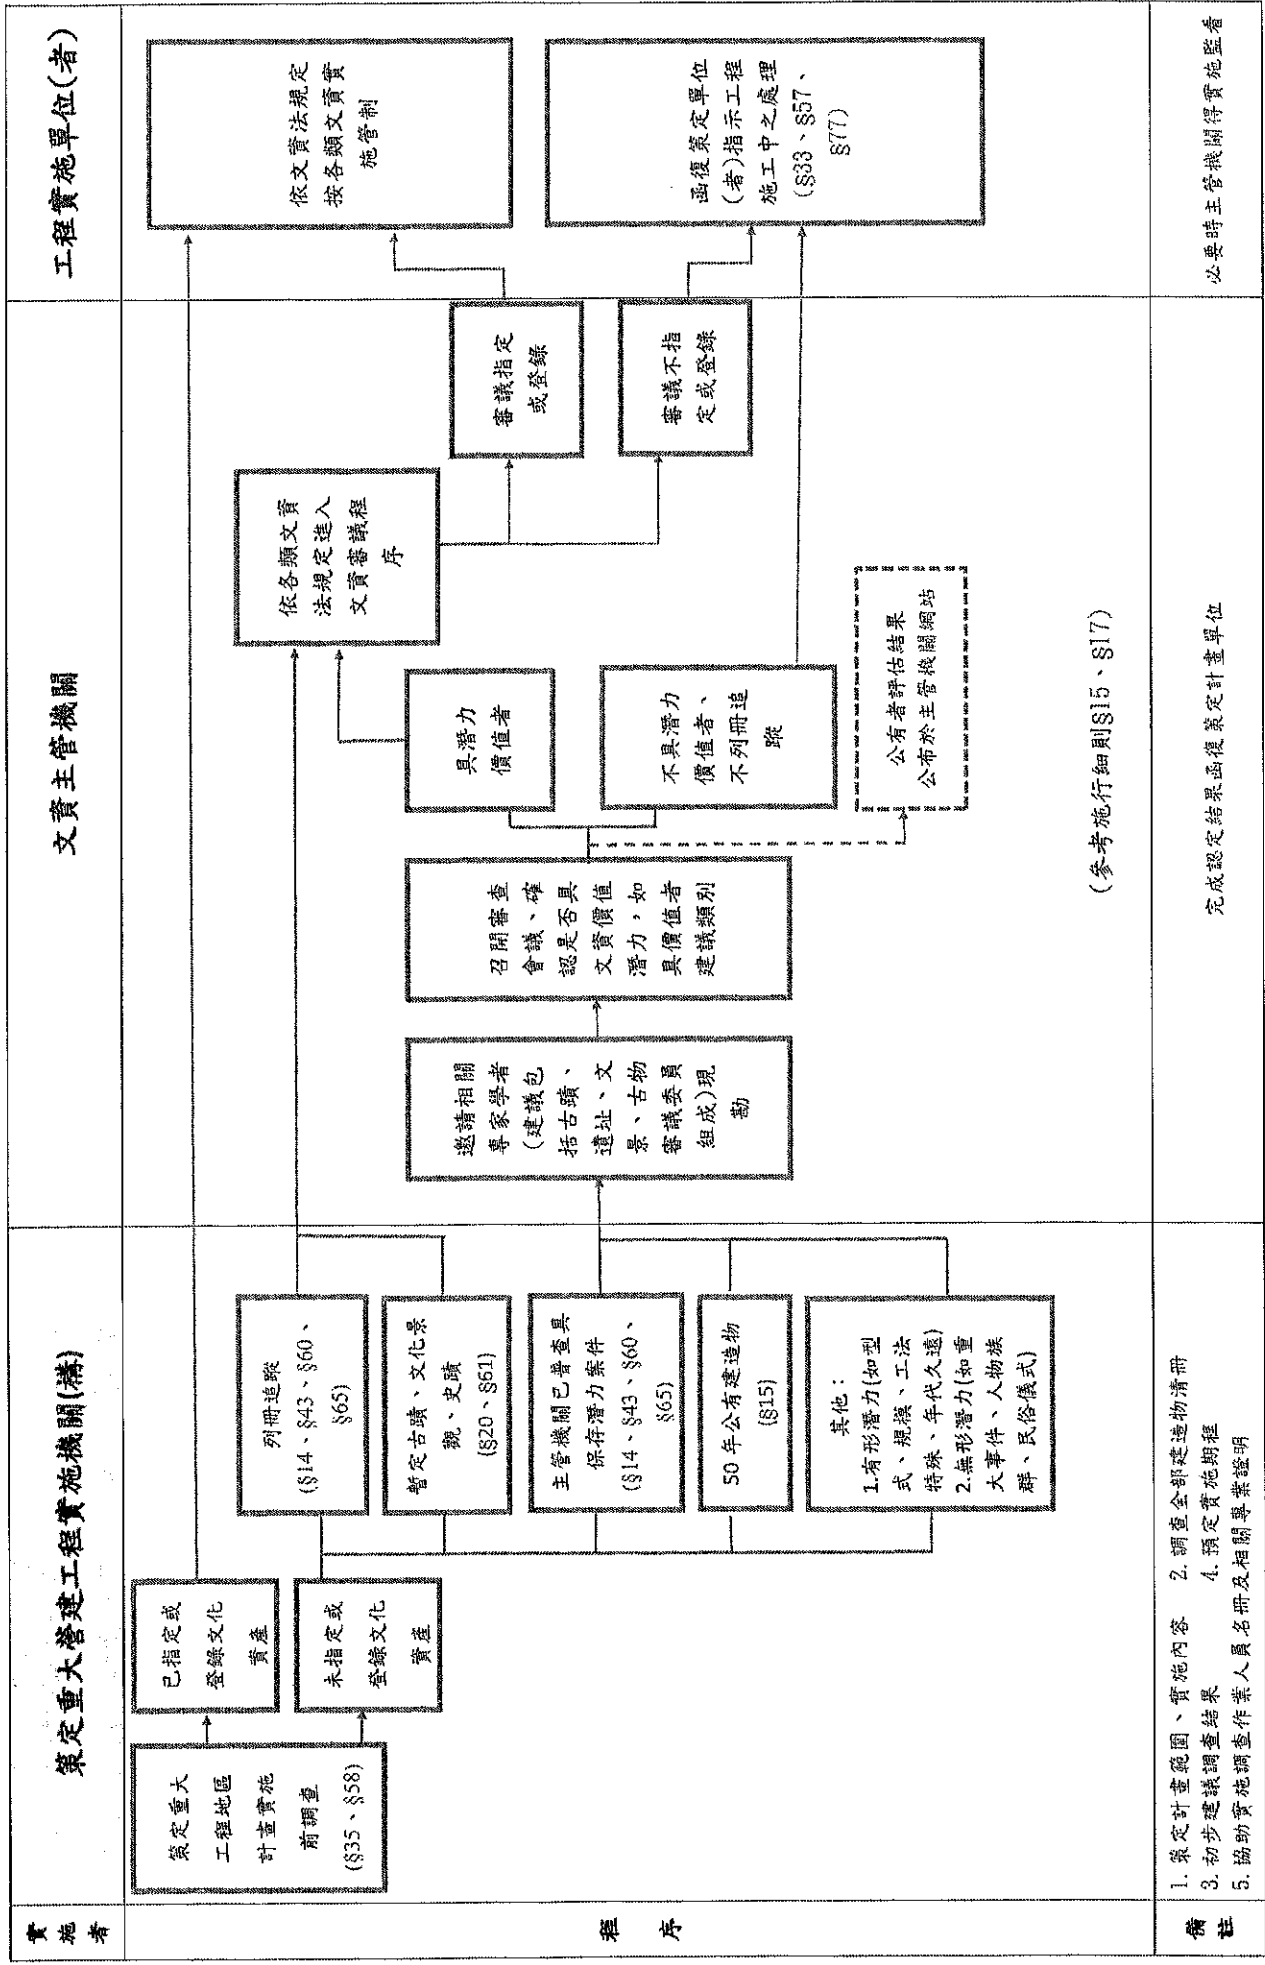 實施者
策定重大營建工程實施機關(構)
文資主管機關
工程實施單位(者)
程序
策定重大
工程地區
計畫實施
前調查
(§35、§58)
已指定或
登錄文化
資產
未指定或
登錄文化
資產
列冊追蹤
(§14、§43、§60、
§65)
暫定古蹟、文化景
觀、史蹟
(§20、§61)
主管機關已普查具
保存潛力案件
(§14、§43、§60、
§65)
50年公有建造物
(§15)
其他：
1.有形潛力(如型
式、規模、工法
特殊、年代久遠)
2.無形潛力(如重
大事件、人物族
群、民俗儀式)
邀請相關
專家學者
(建議包
括古蹟、
遺址、文
景、古物
審議委員
組成)現
勘
召開審查
會議、確
認是否具
文資價值
潛力，如
具價值者
建議類別
具潛力
價值者
不具潛力
價值者、
不列冊追
蹤
公有者評估結果
公布於主管機關網站
依各類文資
法規定進入
文資審議程
序
審議指定
或登錄
審議不指
定或登錄
依文資法規定
按各類文資實
施管制
函復策定單位
(者)指示工程
施工中之處理
(§33、§57、
§77)
(參考施行細則§15、§17)
備註
1. 策定計畫範圍、實施內容 2. 調查全部建造物清冊
3. 初步建議調查結果 4. 預定實施期程
5. 協助實施調查作業人員名冊及相關專業證明
完成認定結果函復策定計畫單位
必要時主管機關得實施監看